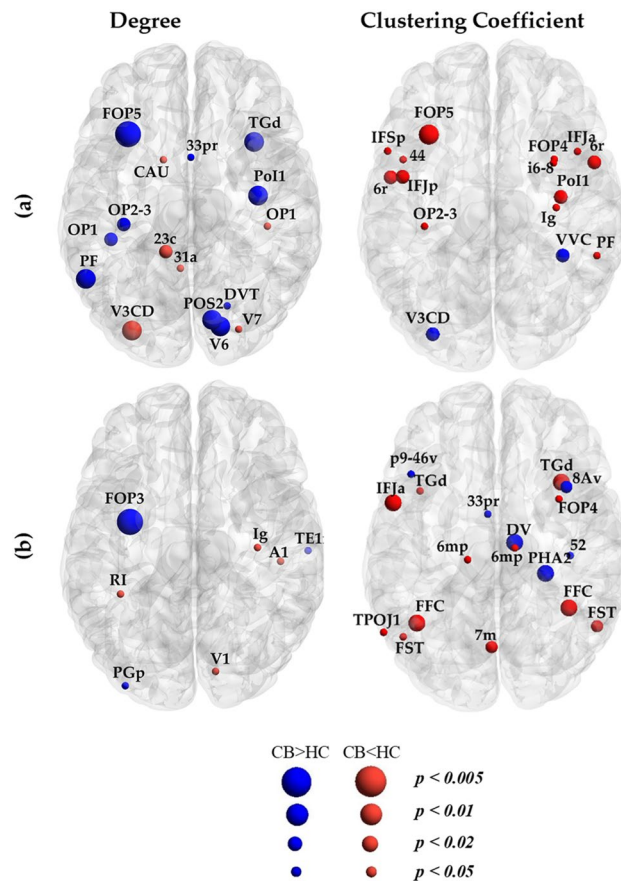 Degree
Clustering Coefficient
(a)
FOP5
33pr
TGd
CAU
PoI1
OP2-3
OP1
OP1
23c
PF
31a
POS2
DVT
V3CD
V7
V6
FOP5
IFSp
44
FOP4
IFJa
6r
i6-8
6r
IFJp
PoI1
OP2-3
Ig
VVC
PF
V3CD
(b)
FOP3
Ig
TE1
A1
RI
V1
PGp
p9-46v
TGd
TGd
8Av
IFJa
FOP4
33pr
DV
52
6mp
6mp
PHA2
FFC
FFC
TPOJ1
FST
FST
7m
CB>HC
CB<HC
p < 0.005
p < 0.01
p < 0.02
p < 0.05